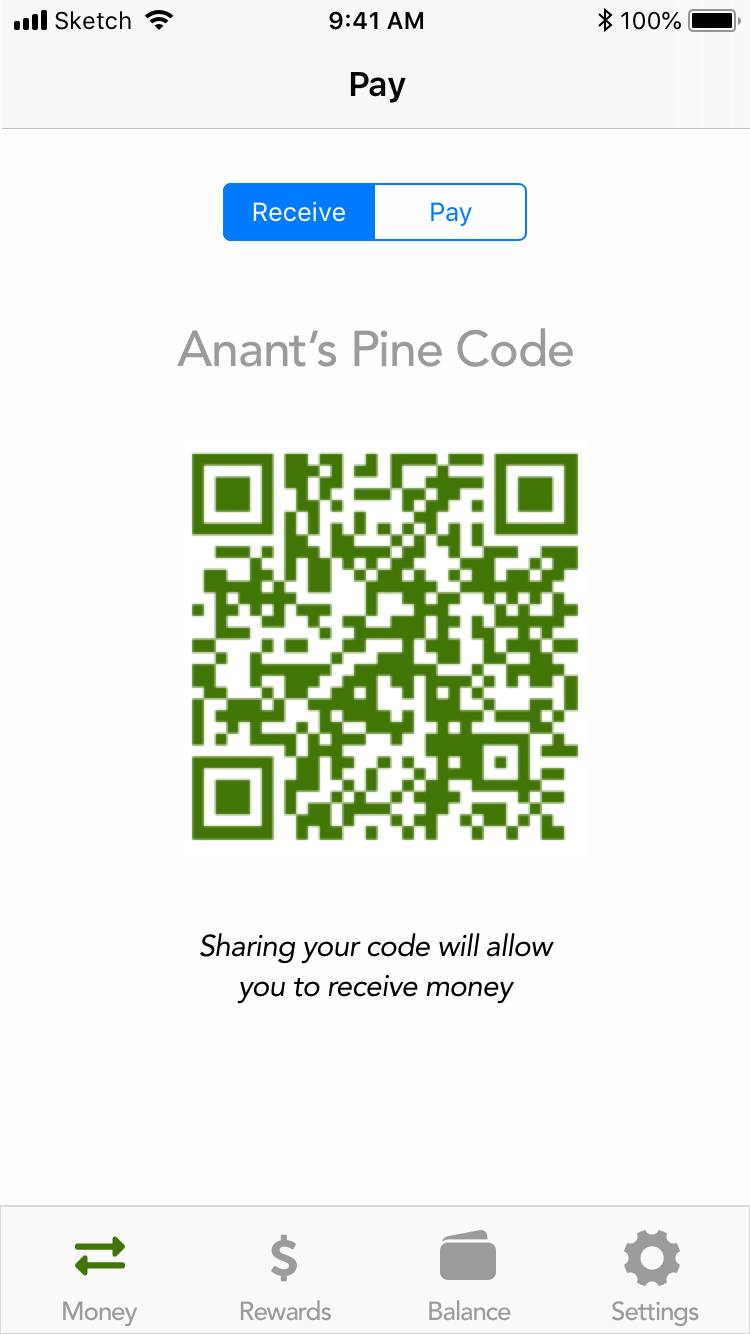 Sketch 9:41 AM 100%
Pay
Receive Pay
Anant’s Pine Code
Sharing your code will allow
you to receive money
Money Rewards Balance Settings